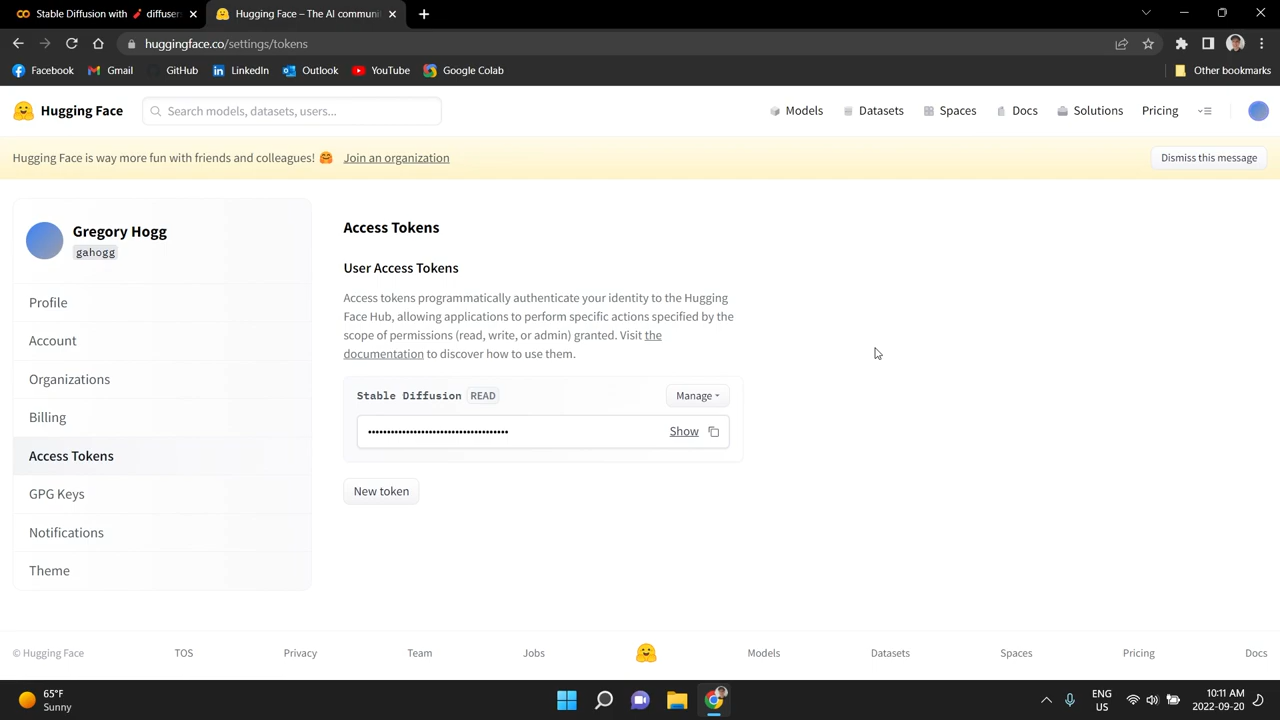 Stable Diffusion with 🧨 diffusers
Hugging Face – The AI communi
huggingface.co/settings/tokens
Facebook
Gmail
GitHub
LinkedIn
Outlook
YouTube
Google Colab
Other bookmarks
Hugging Face
Search models, datasets, users...
Models
Datasets
Spaces
Docs
Solutions
Pricing
Hugging Face is way more fun with friends and colleagues! 🤗 Join an organization
Dismiss this message
Gregory Hogg
gahogg
Profile
Account
Organizations
Billing
Access Tokens
GPG Keys
Notifications
Theme
Access Tokens
User Access Tokens
Access tokens programmatically authenticate your identity to the Hugging
Face Hub, allowing applications to perform specific actions specified by the
scope of permissions (read, write, or admin) granted. Visit the
documentation to discover how to use them.
Stable Diffusion READ
Manage
••••••••••••••••••••••••••••••••••••• Show
New token
© Hugging Face
TOS
Privacy
Team
Jobs
Models
Datasets
Spaces
Pricing
Docs
65°F
Sunny
ENG
US
10:11 AM
2022-09-20